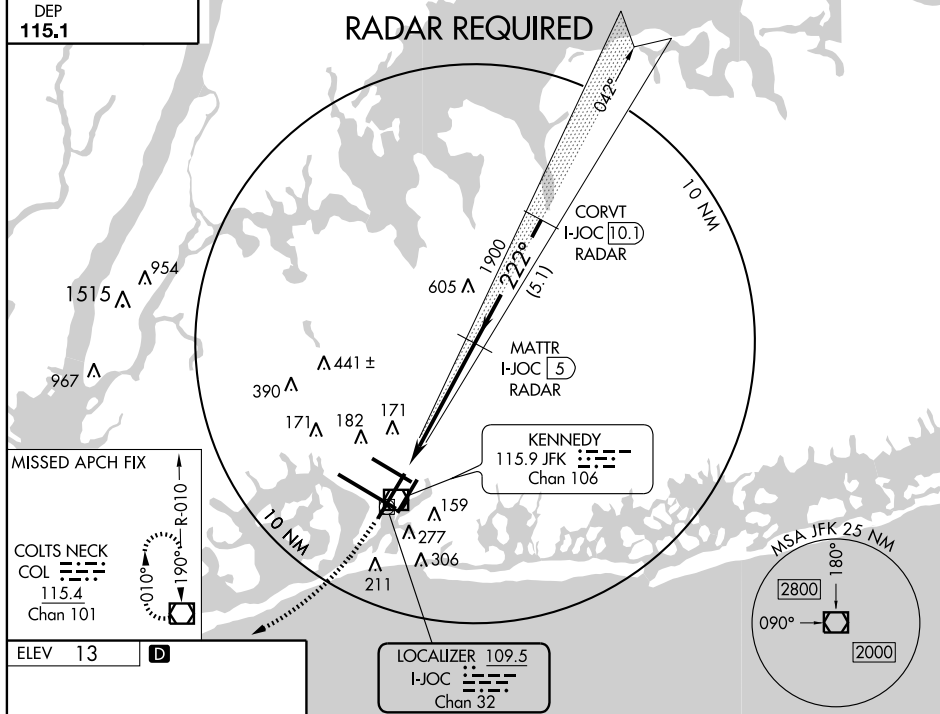 DEP
115.1
RADAR REQUIRED
042°
10 NM
CORVT
I-JOC 10.1
RADAR
1900
222°
(5.1)
605
954
1515
967
MATTR
I-JOC 5
RADAR
441 ±
390
171
182
171
KENNEDY
115.9 JFK
Chan 106
MISSED APCH FIX
R-010
COLTS NECK
COL
115.4
Chan 101
010°
190°
10 NM
159
277
306
211
MSA JFK 25 NM
180°
2800
090°
2000
ELEV 13 D
LOCALIZER 109.5
I-JOC
Chan 32